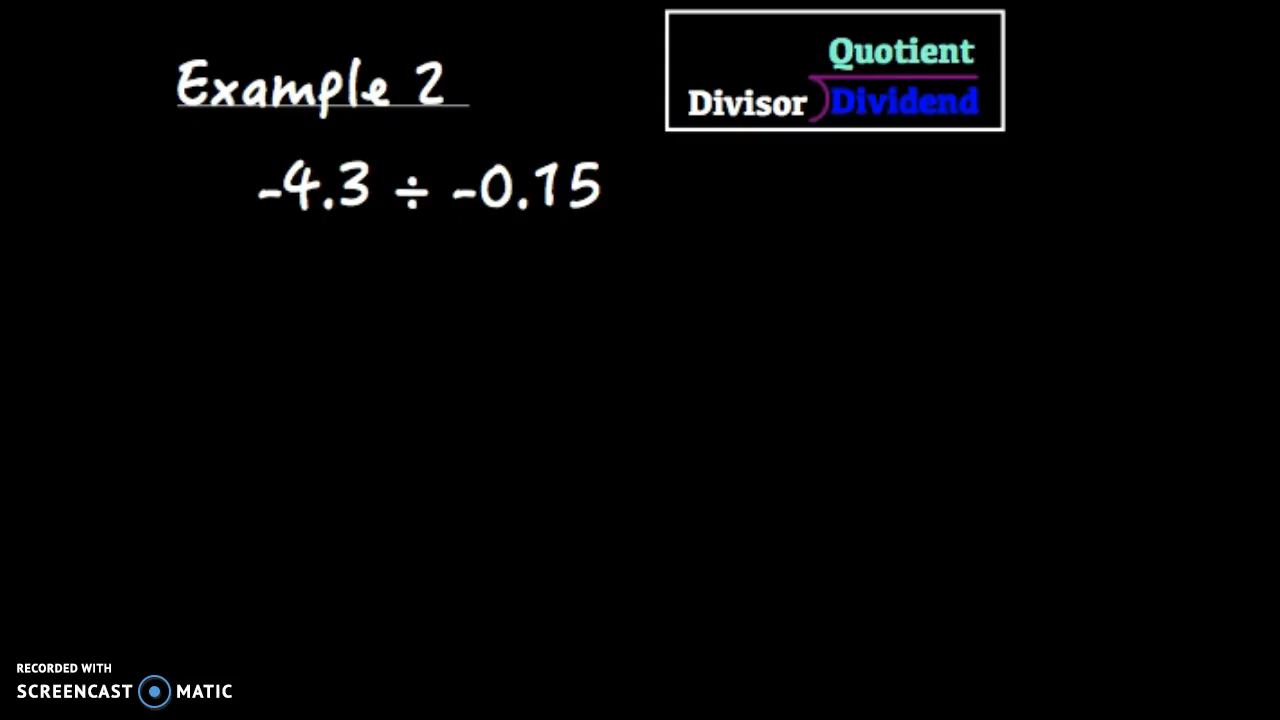 Example 2
Quotient
Divisor Dividend
-4.3 ÷ -0.15
RECORDED WITH
SCREENCAST MATIC